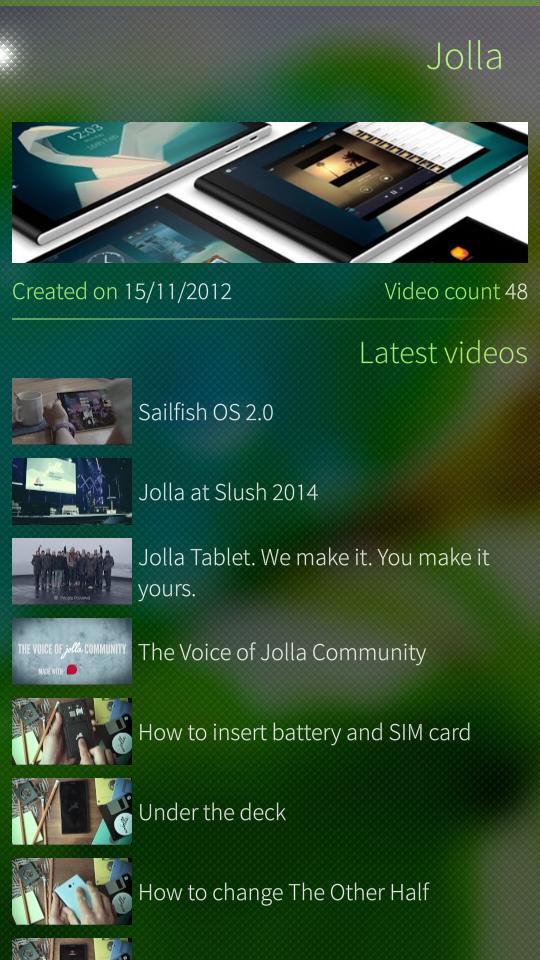 Jolla
12:03
Created on 15/11/2012
Video count 48
Latest videos
Sailfish OS 2.0
Jolla at Slush 2014
Jolla Tablet. We make it. You make it
yours.
THE VOICE OF jolla COMMUNITY
MADE WITH
The Voice of Jolla Community
How to insert battery and SIM card
Under the deck
How to change The Other Half